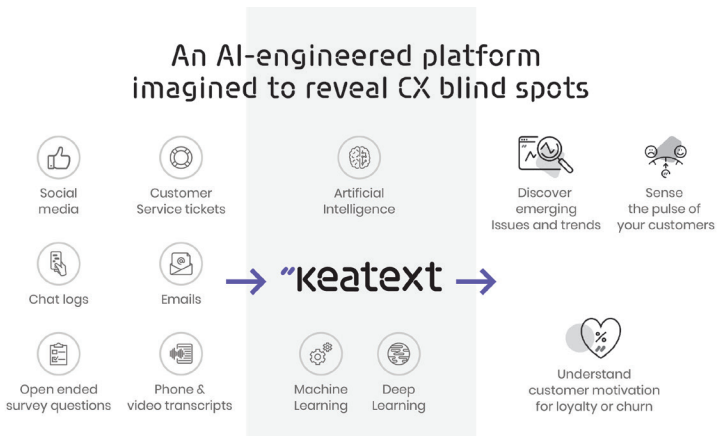 An AI-engineered platform
imagined to reveal CX blind spots
Social
media
Customer
Service tickets
Chat logs
Emails
Open ended
survey questions
Phone &
video transcripts
Artificial
Intelligence
"Keatext
Machine
Learning
Deep
Learning
Discover
emerging
Issues and trends
Sense
the pulse of
your customers
%
Understand
customer motivation
for loyalty or churn